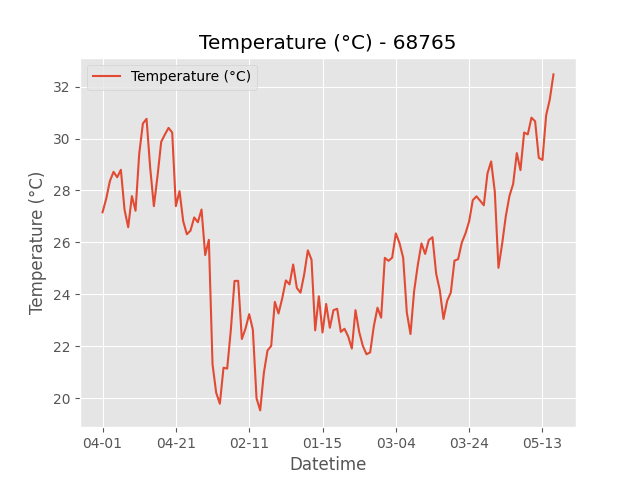 Temperature (°C) - 68765
Temperature (°C)
32
30
28
26
24
22
20
Temperature (°C)
04-01 04-21 02-11 01-15 03-04 03-24 05-13
Datetime